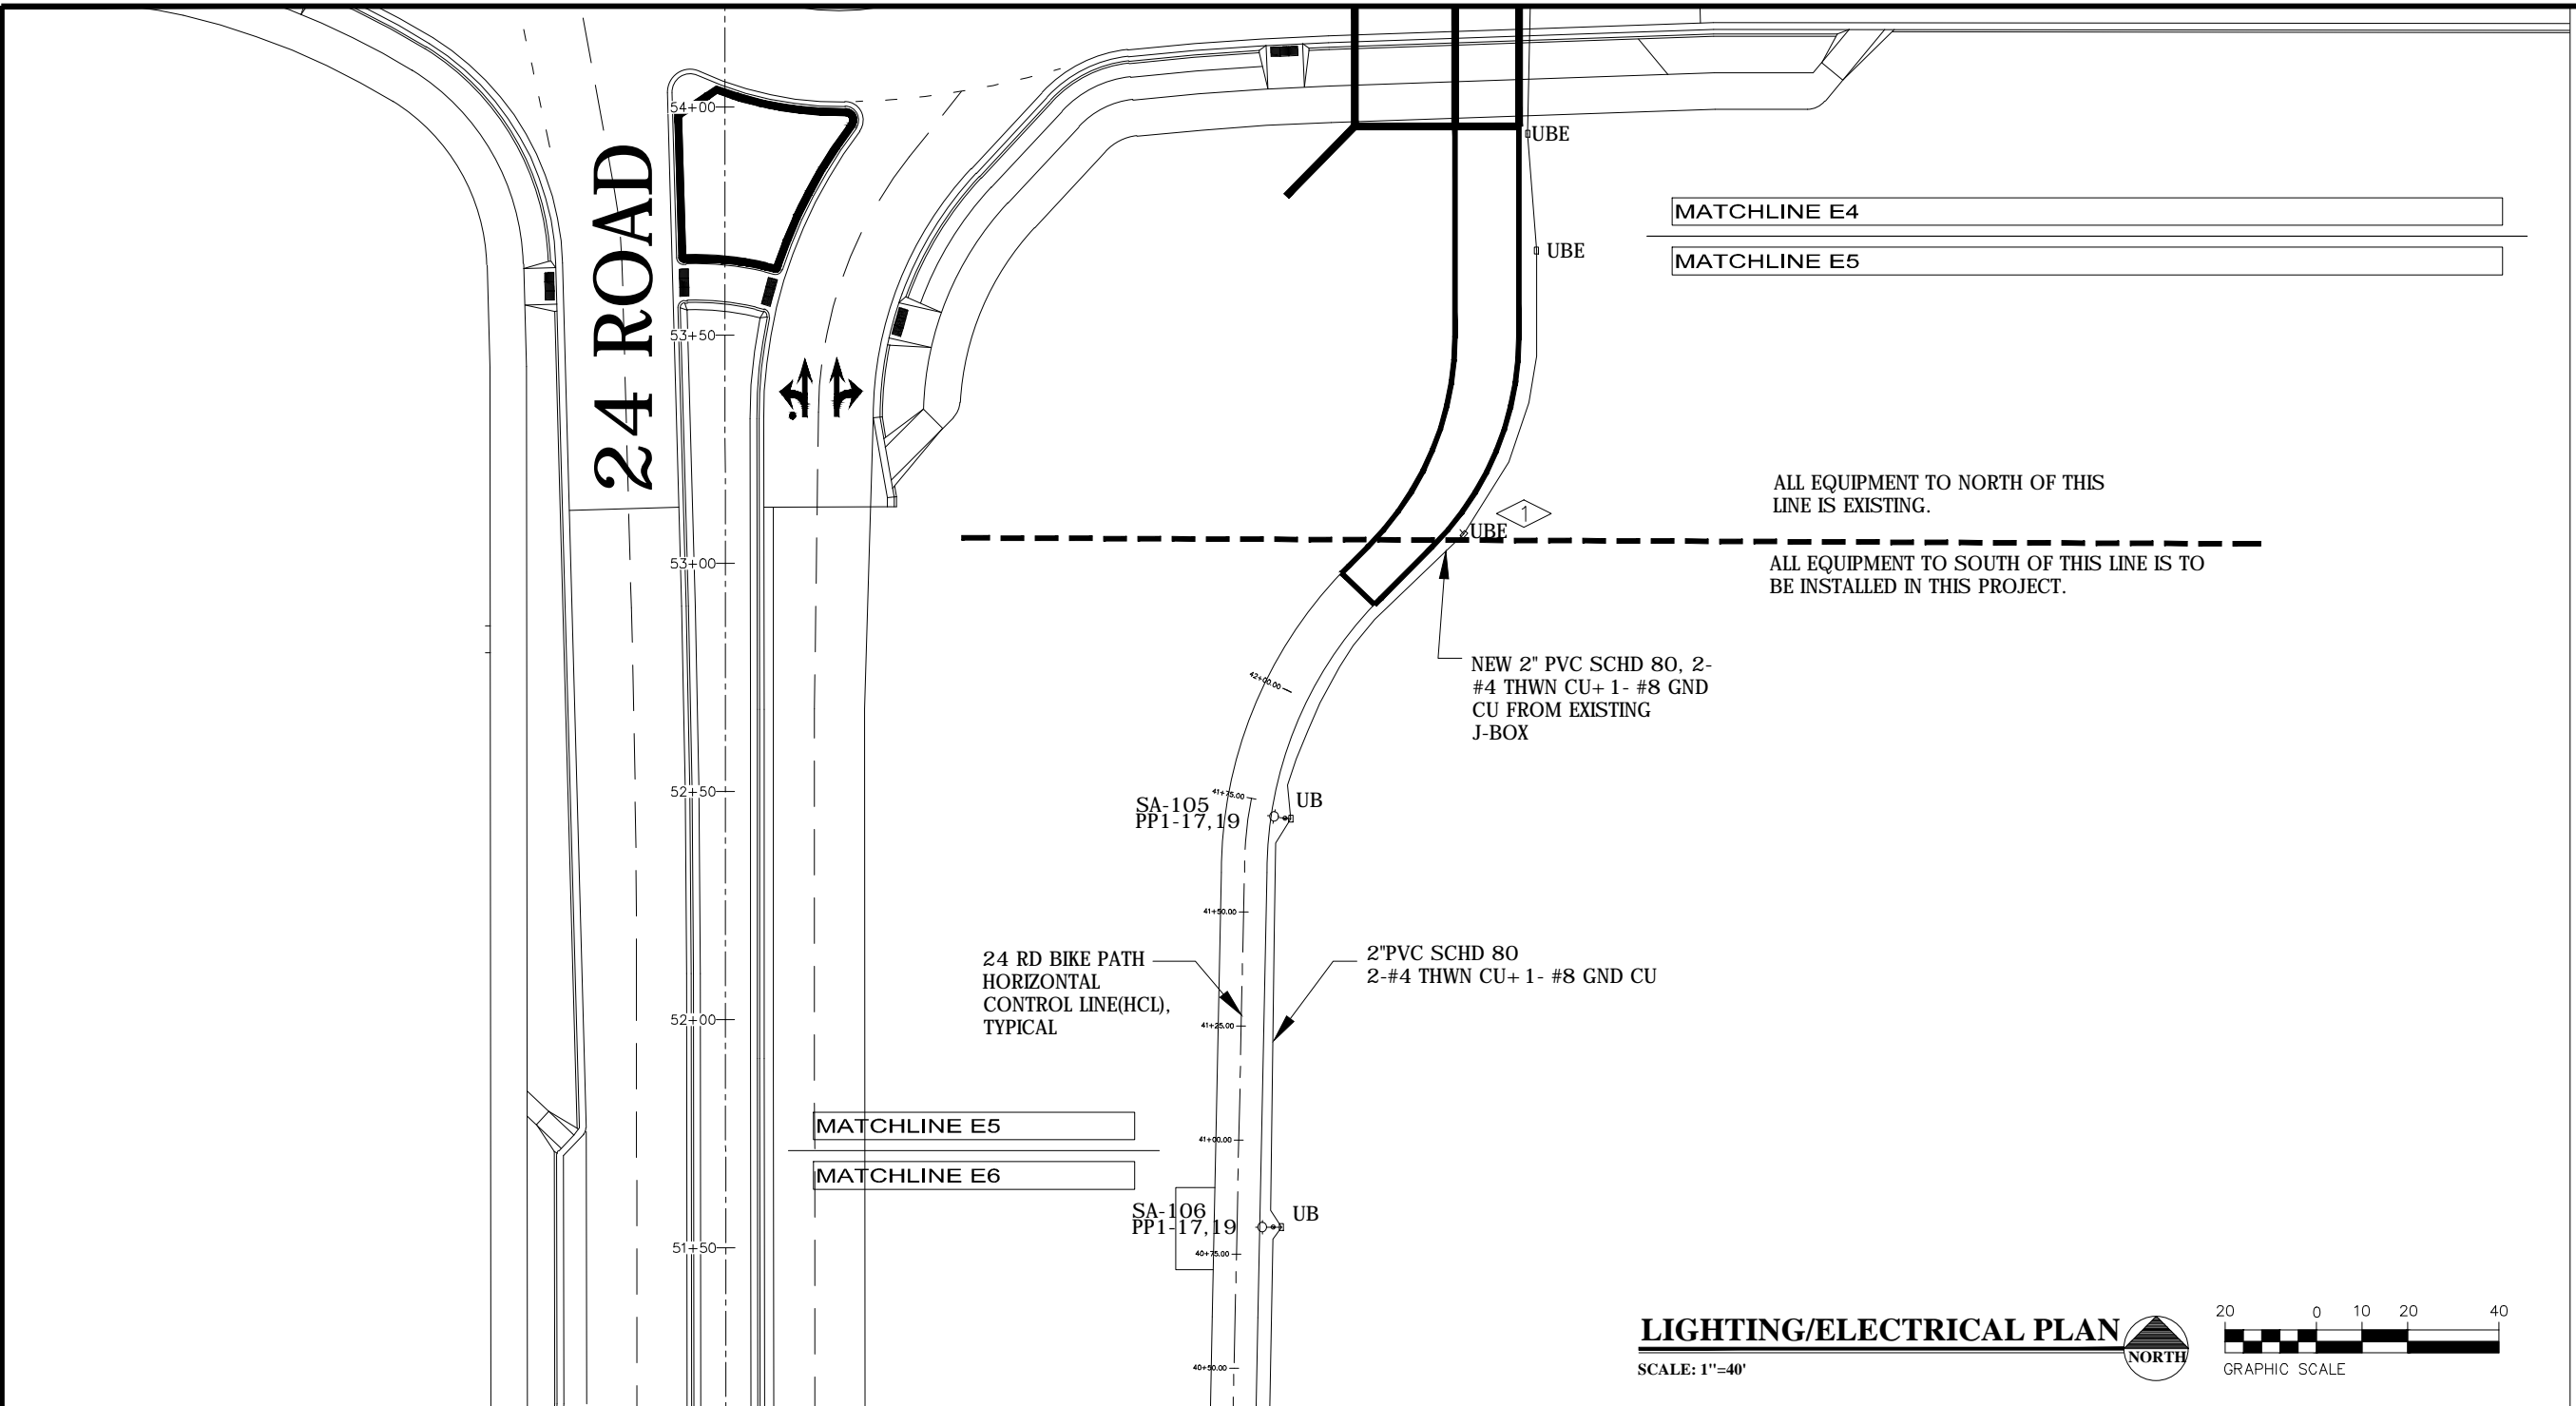 54+00
UBE
24 ROAD
MATCHLINE E4
UBE
MATCHLINE E5
53+50
ALL EQUIPMENT TO NORTH OF THIS
LINE IS EXISTING.
1
UBE
53+00
ALL EQUIPMENT TO SOUTH OF THIS LINE IS TO
BE INSTALLED IN THIS PROJECT.
NEW 2" PVC SCHD 80, 2-
#4 THWN CU+1- #8 GND
CU FROM EXISTING
J-BOX
42+00.00
52+50
41+75.00
UB
SA-105
PP1-17,19
41+50.00
24 RD BIKE PATH
HORIZONTAL
CONTROL LINE(HCL),
TYPICAL
2"PVC SCHD 80
2-#4 THWN CU+1- #8 GND CU
52+00
41+25.00
MATCHLINE E5
41+00.00
MATCHLINE E6
SA-106
PP1-17,19
UB
51+50
40+75.00
40+50.00
LIGHTING/ELECTRICAL PLAN
SCALE: 1"=40'
NORTH
20 0 10 20 40
GRAPHIC SCALE